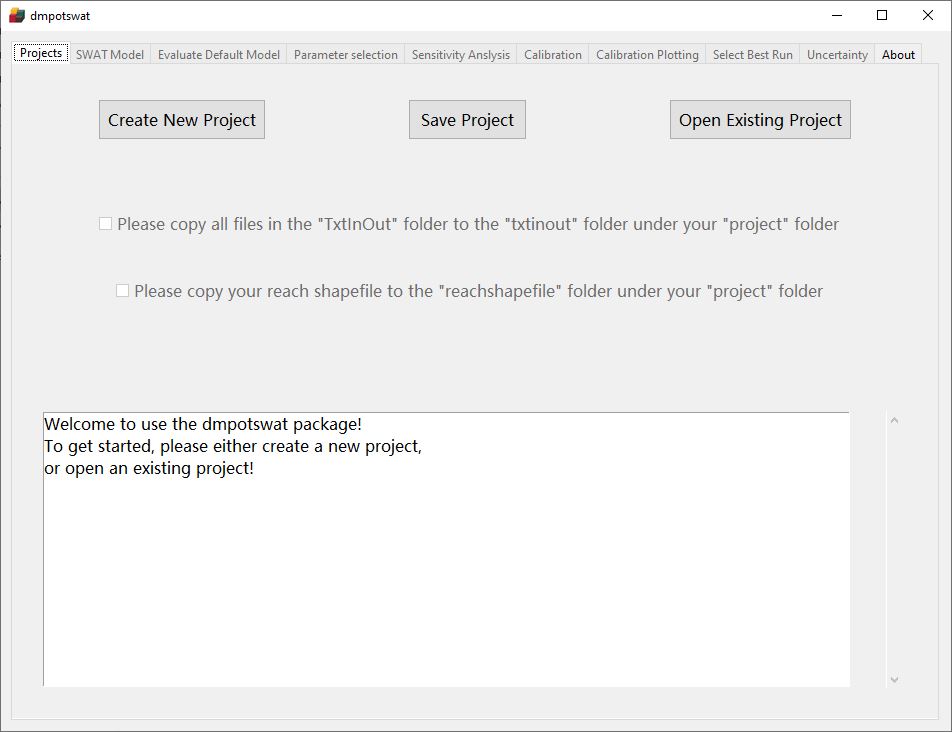 dmpotswat
Projects
SWAT Model
Evaluate Default Model
Parameter selection
Sensitivity Anslysis
Calibration
Calibration Plotting
Select Best Run
Uncertainty
About
Create New Project
Save Project
Open Existing Project
Please copy all files in the "TxtInOut" folder to the "txtinout" folder under your "project" folder
Please copy your reach shapefile to the "reachshapefile" folder under your "project" folder
Welcome to use the dmpotswat package!
To get started, please either create a new project,
or open an existing project!